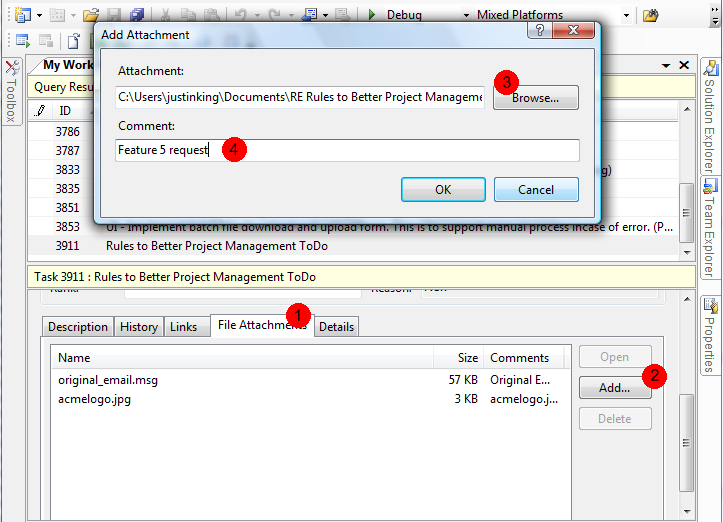 Debug
Mixed Platforms
Add Attachment
?
Attachment:
C:\Users\justinking\Documents\RE Rules to Better Project Manageme
3
Browse...
Comment:
Feature 5 request
4
OK
Cancel
Toolbox
My Work
Query Resu
ID
3786
3787
3833
3835
3851
3853 UI - Implement batch file download and upload form. This is to support manual process incase of error. (P...
3911 Rules to Better Project Management ToDo
Solution Explorer
Team Explorer
Properties
Task 3911 : Rules to Better Project Management ToDo
1
Description
History
Links
File Attachments
Details
Name Size Comments
original_email.msg 57 KB Original E...
acmelogo.jpg 3 KB acmelogo.j...
Open
2
Add...
Delete